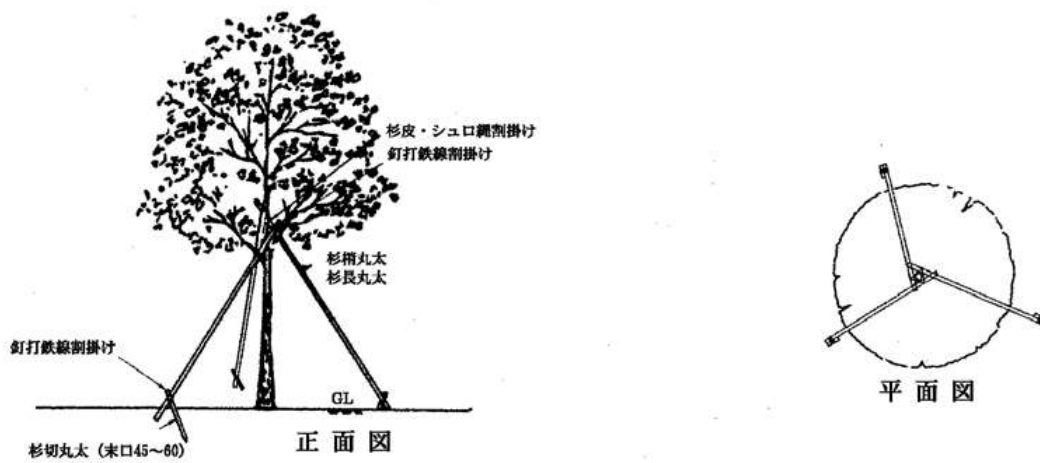 杉皮・シュロ縄割掛け
釘打鉄線割掛け
杉梢丸太
杉長丸太
釘打鉄線割掛け
GL
杉切丸太 (末口45~60)
正面図
平面図